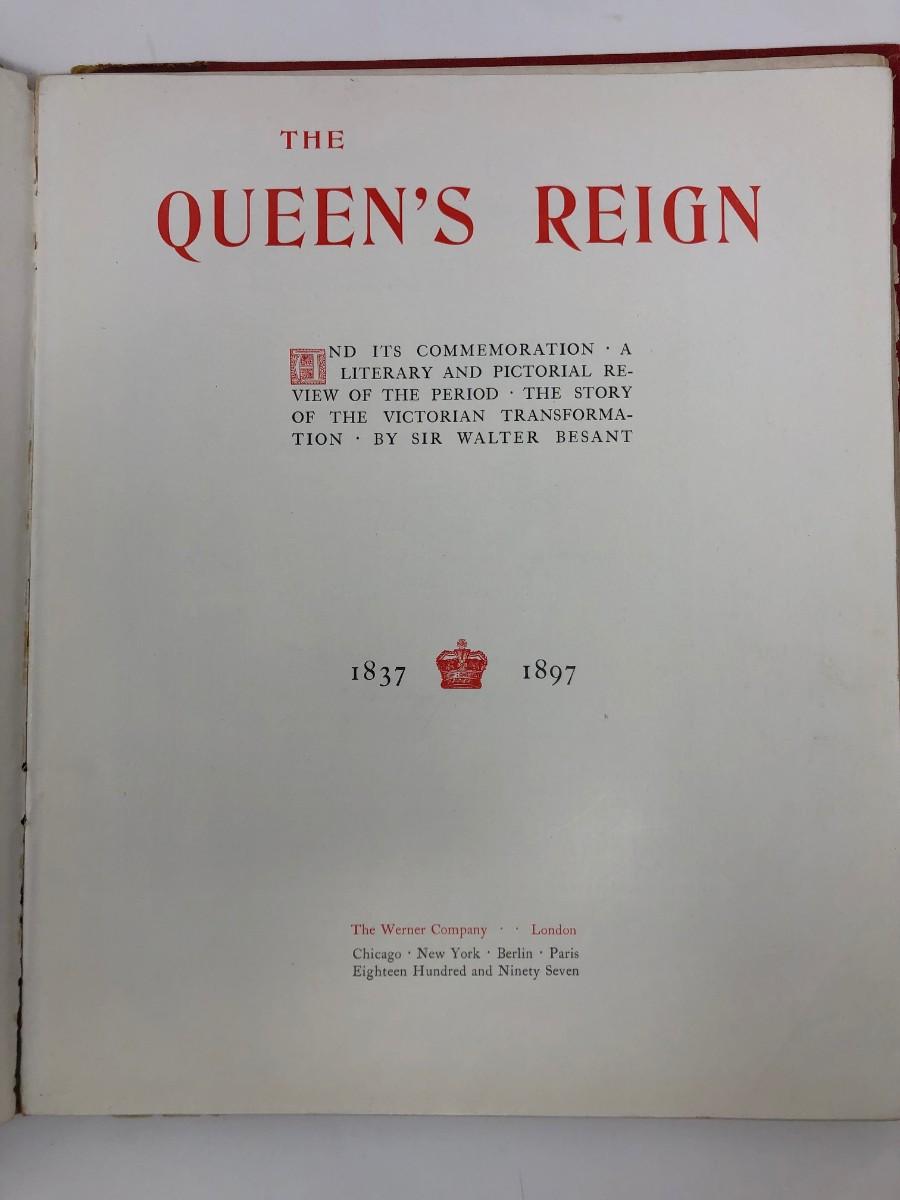 THE
QUEEN'S REIGN
AND ITS COMMEMORATION · A
LITERARY AND PICTORIAL RE-
VIEW OF THE PERIOD · THE STORY
OF THE VICTORIAN TRANSFORMA-
TION · BY SIR WALTER BESANT
1837 1897
The Werner Company · · London
Chicago · New York · Berlin · Paris
Eighteen Hundred and Ninety Seven